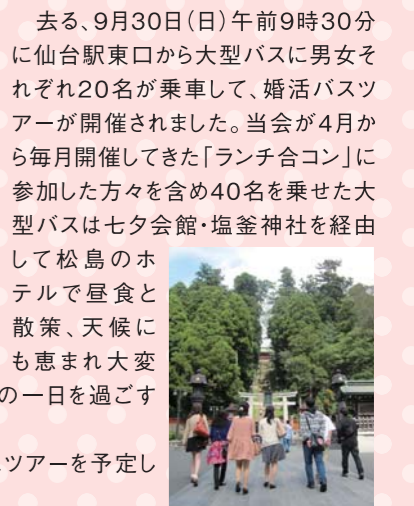 去る、9月30日(日)午前9時30分
に仙台駅東口から大型バスに男女そ
れぞれ20名が乗車して、婚活バスツ
アーが開催されました。当会が4月か
ら毎月開催してきた「ランチ合コン」に
参加した方々を含め40名を乗せた大
型バスは七夕会館・塩釜神社を経由
して松島のホ
テルで昼食と
散策、天候に
も恵まれ大変
の一日を過ごす
ツアーを予定し